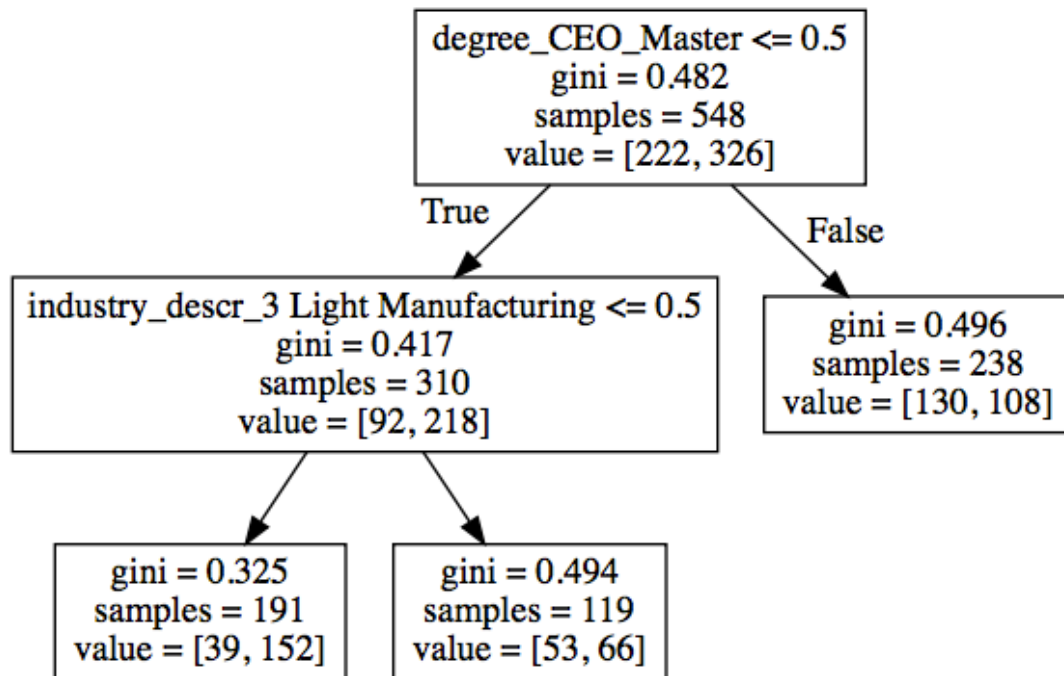 degree_CEO_Master <= 0.5
gini = 0.482
samples = 548
value = [222, 326]
True
False
industry_descr_3 Light Manufacturing <= 0.5
gini = 0.417
samples = 310
value = [92, 218]
gini = 0.496
samples = 238
value = [130, 108]
gini = 0.325
samples = 191
value = [39, 152]
gini = 0.494
samples = 119
value = [53, 66]